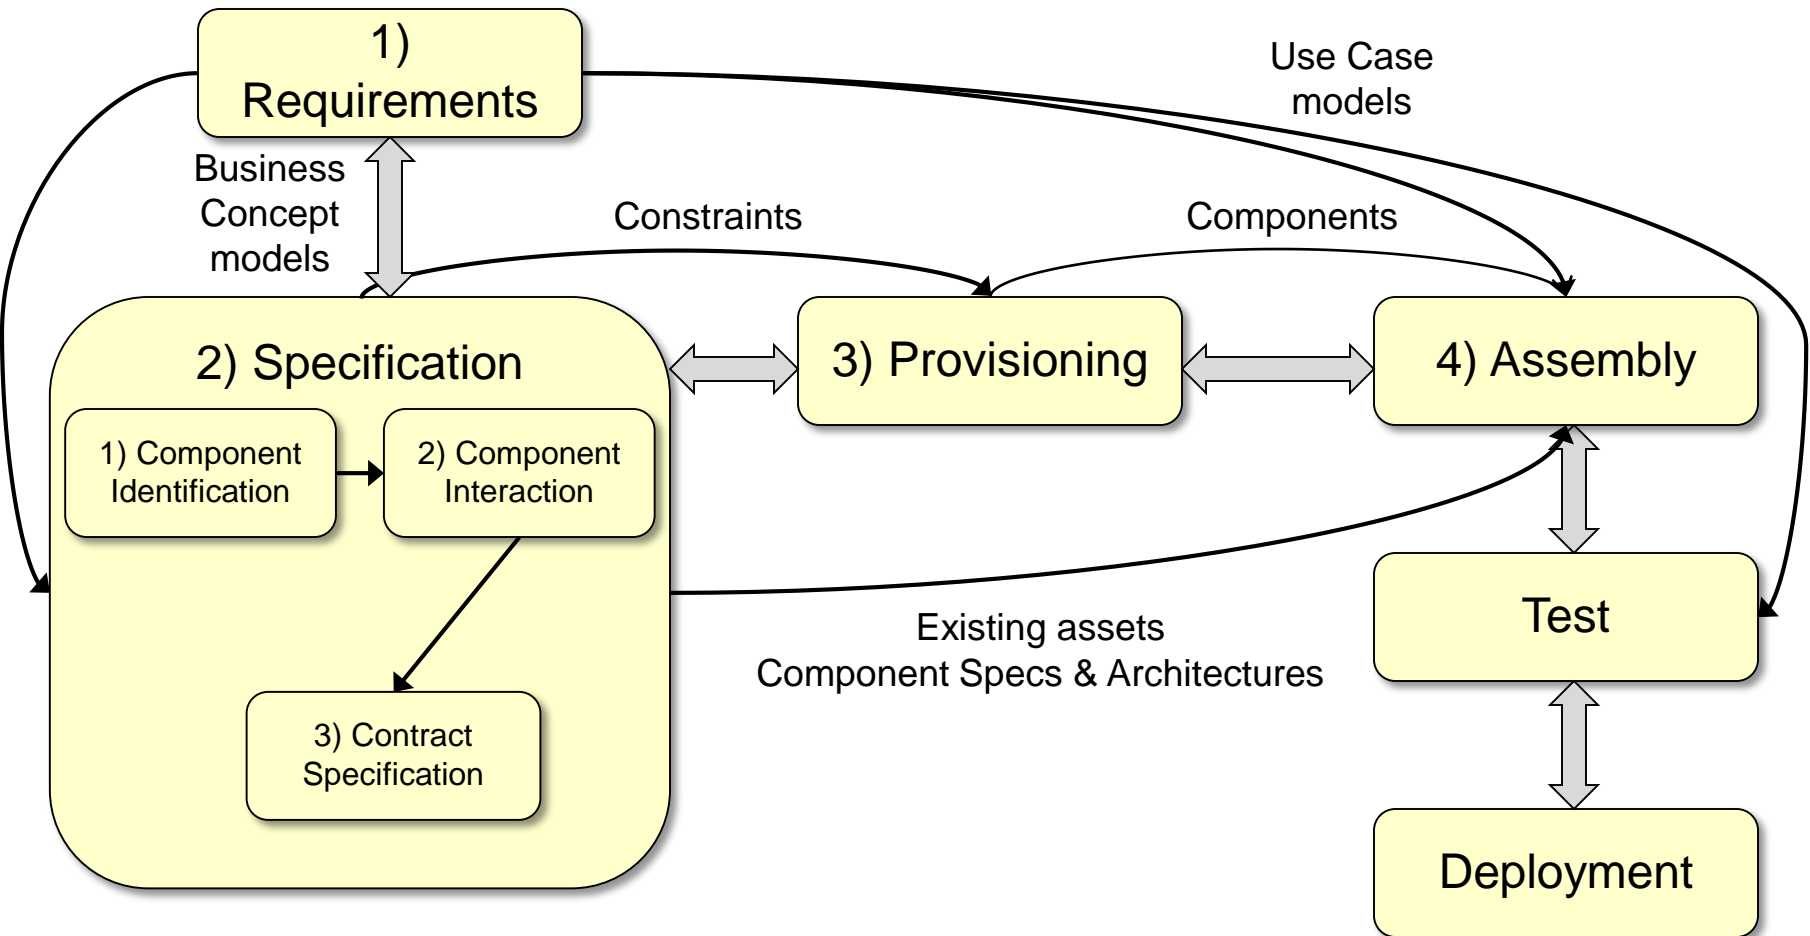 1)
Requirements
Use Case
models
Business
Concept
models
Constraints
Components
2) Specification
3) Provisioning
4) Assembly
1) Component
Identification
2) Component
Interaction
3) Contract
Specification
Existing assets
Component Specs & Architectures
Test
Deployment